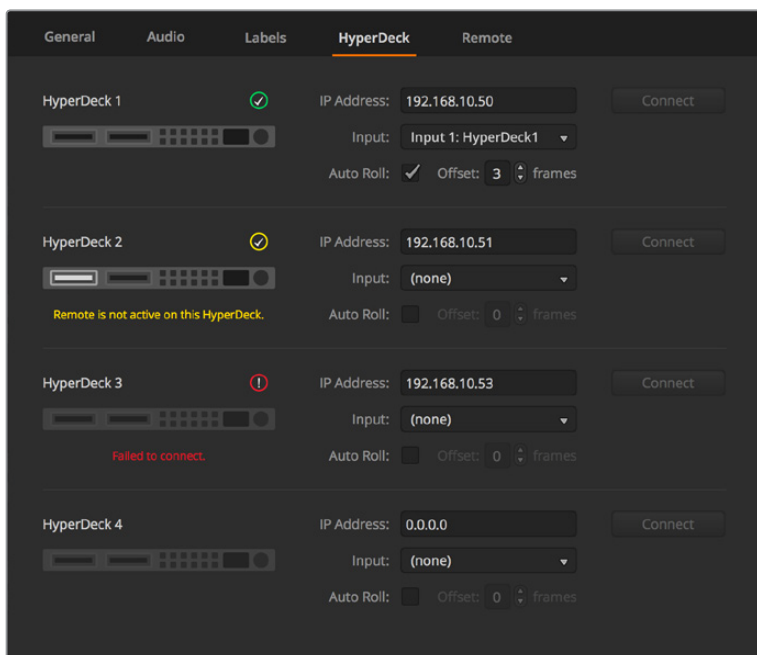 General Audio Labels HyperDeck Remote
HyperDeck 1 IP Address: 192.168.10.50 Connect
Input: Input 1: HyperDeck1
Auto Roll: Offset: 3 frames
HyperDeck 2 IP Address: 192.168.10.51 Connect
Input: (none)
Remote is not active on this HyperDeck. Auto Roll: Offset: 0 frames
HyperDeck 3 IP Address: 192.168.10.53 Connect
Input: (none)
Failed to connect. Auto Roll: Offset: 0 frames
HyperDeck 4 IP Address: 0.0.0.0 Connect
Input: (none)
Auto Roll: Offset: 0 frames